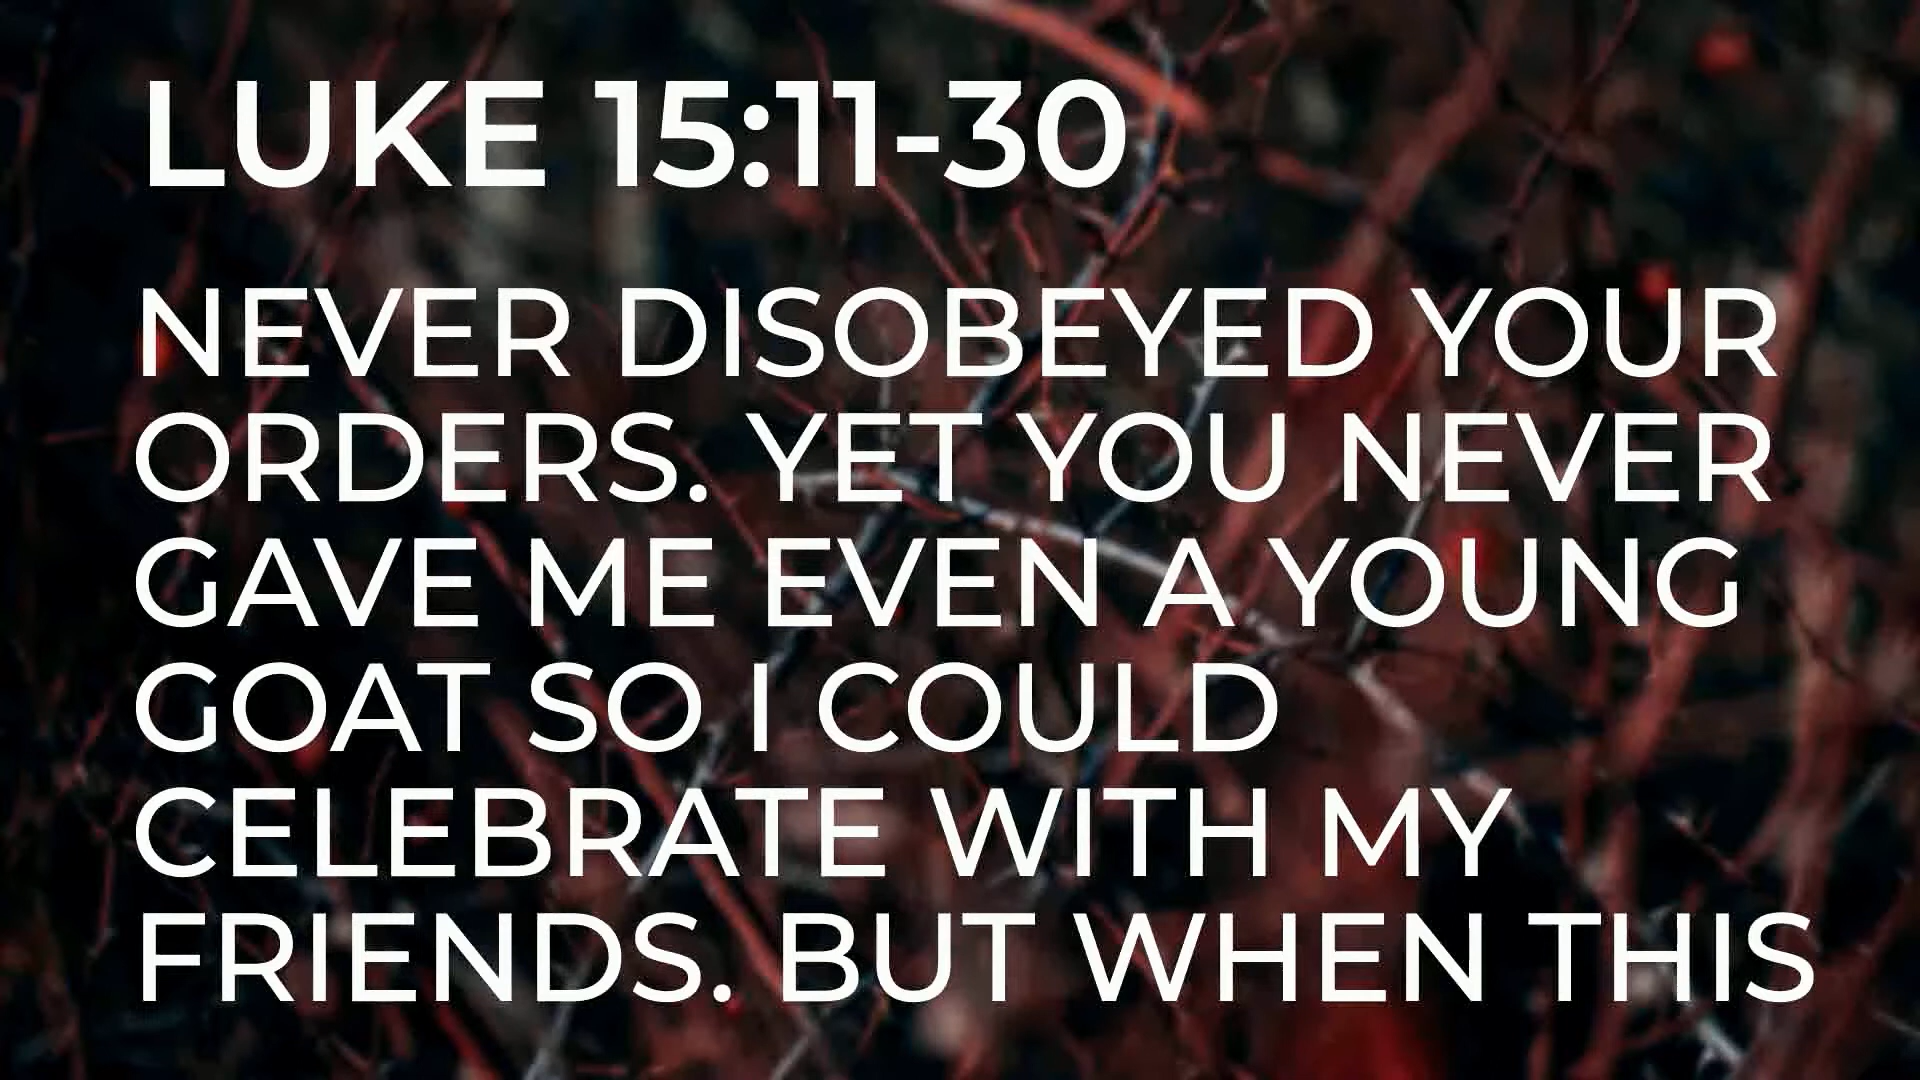 LUKE 15:11-30
NEVER DISOBEYED YOUR
ORDERS. YET YOU NEVER
GAVE ME EVEN A YOUNG
GOAT SO I COULD
CELEBRATE WITH MY
FRIENDS. BUT WHEN THIS